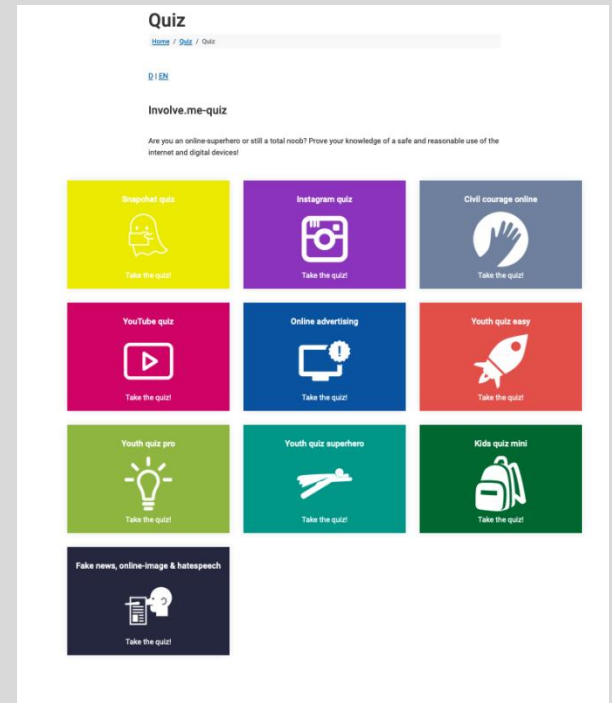 Quiz
Home / Quiz / Quiz
D | EN
Involve.me-quiz
Are you an online-superhero or still a total noob? Prove your knowledge of a safe and reasonable use of the
internet and digital devices!
Snapchat quiz
Take the quiz!
Instagram quiz
Take the quiz!
Civil courage online
Take the quiz!
YouTube quiz
Take the quiz!
Online advertising
Take the quiz!
Youth quiz easy
Take the quiz!
Youth quiz pro
Take the quiz!
Youth quiz superhero
Take the quiz!
Kids quiz mini
Take the quiz!
Fake news, online-image & hatespeech
Take the quiz!